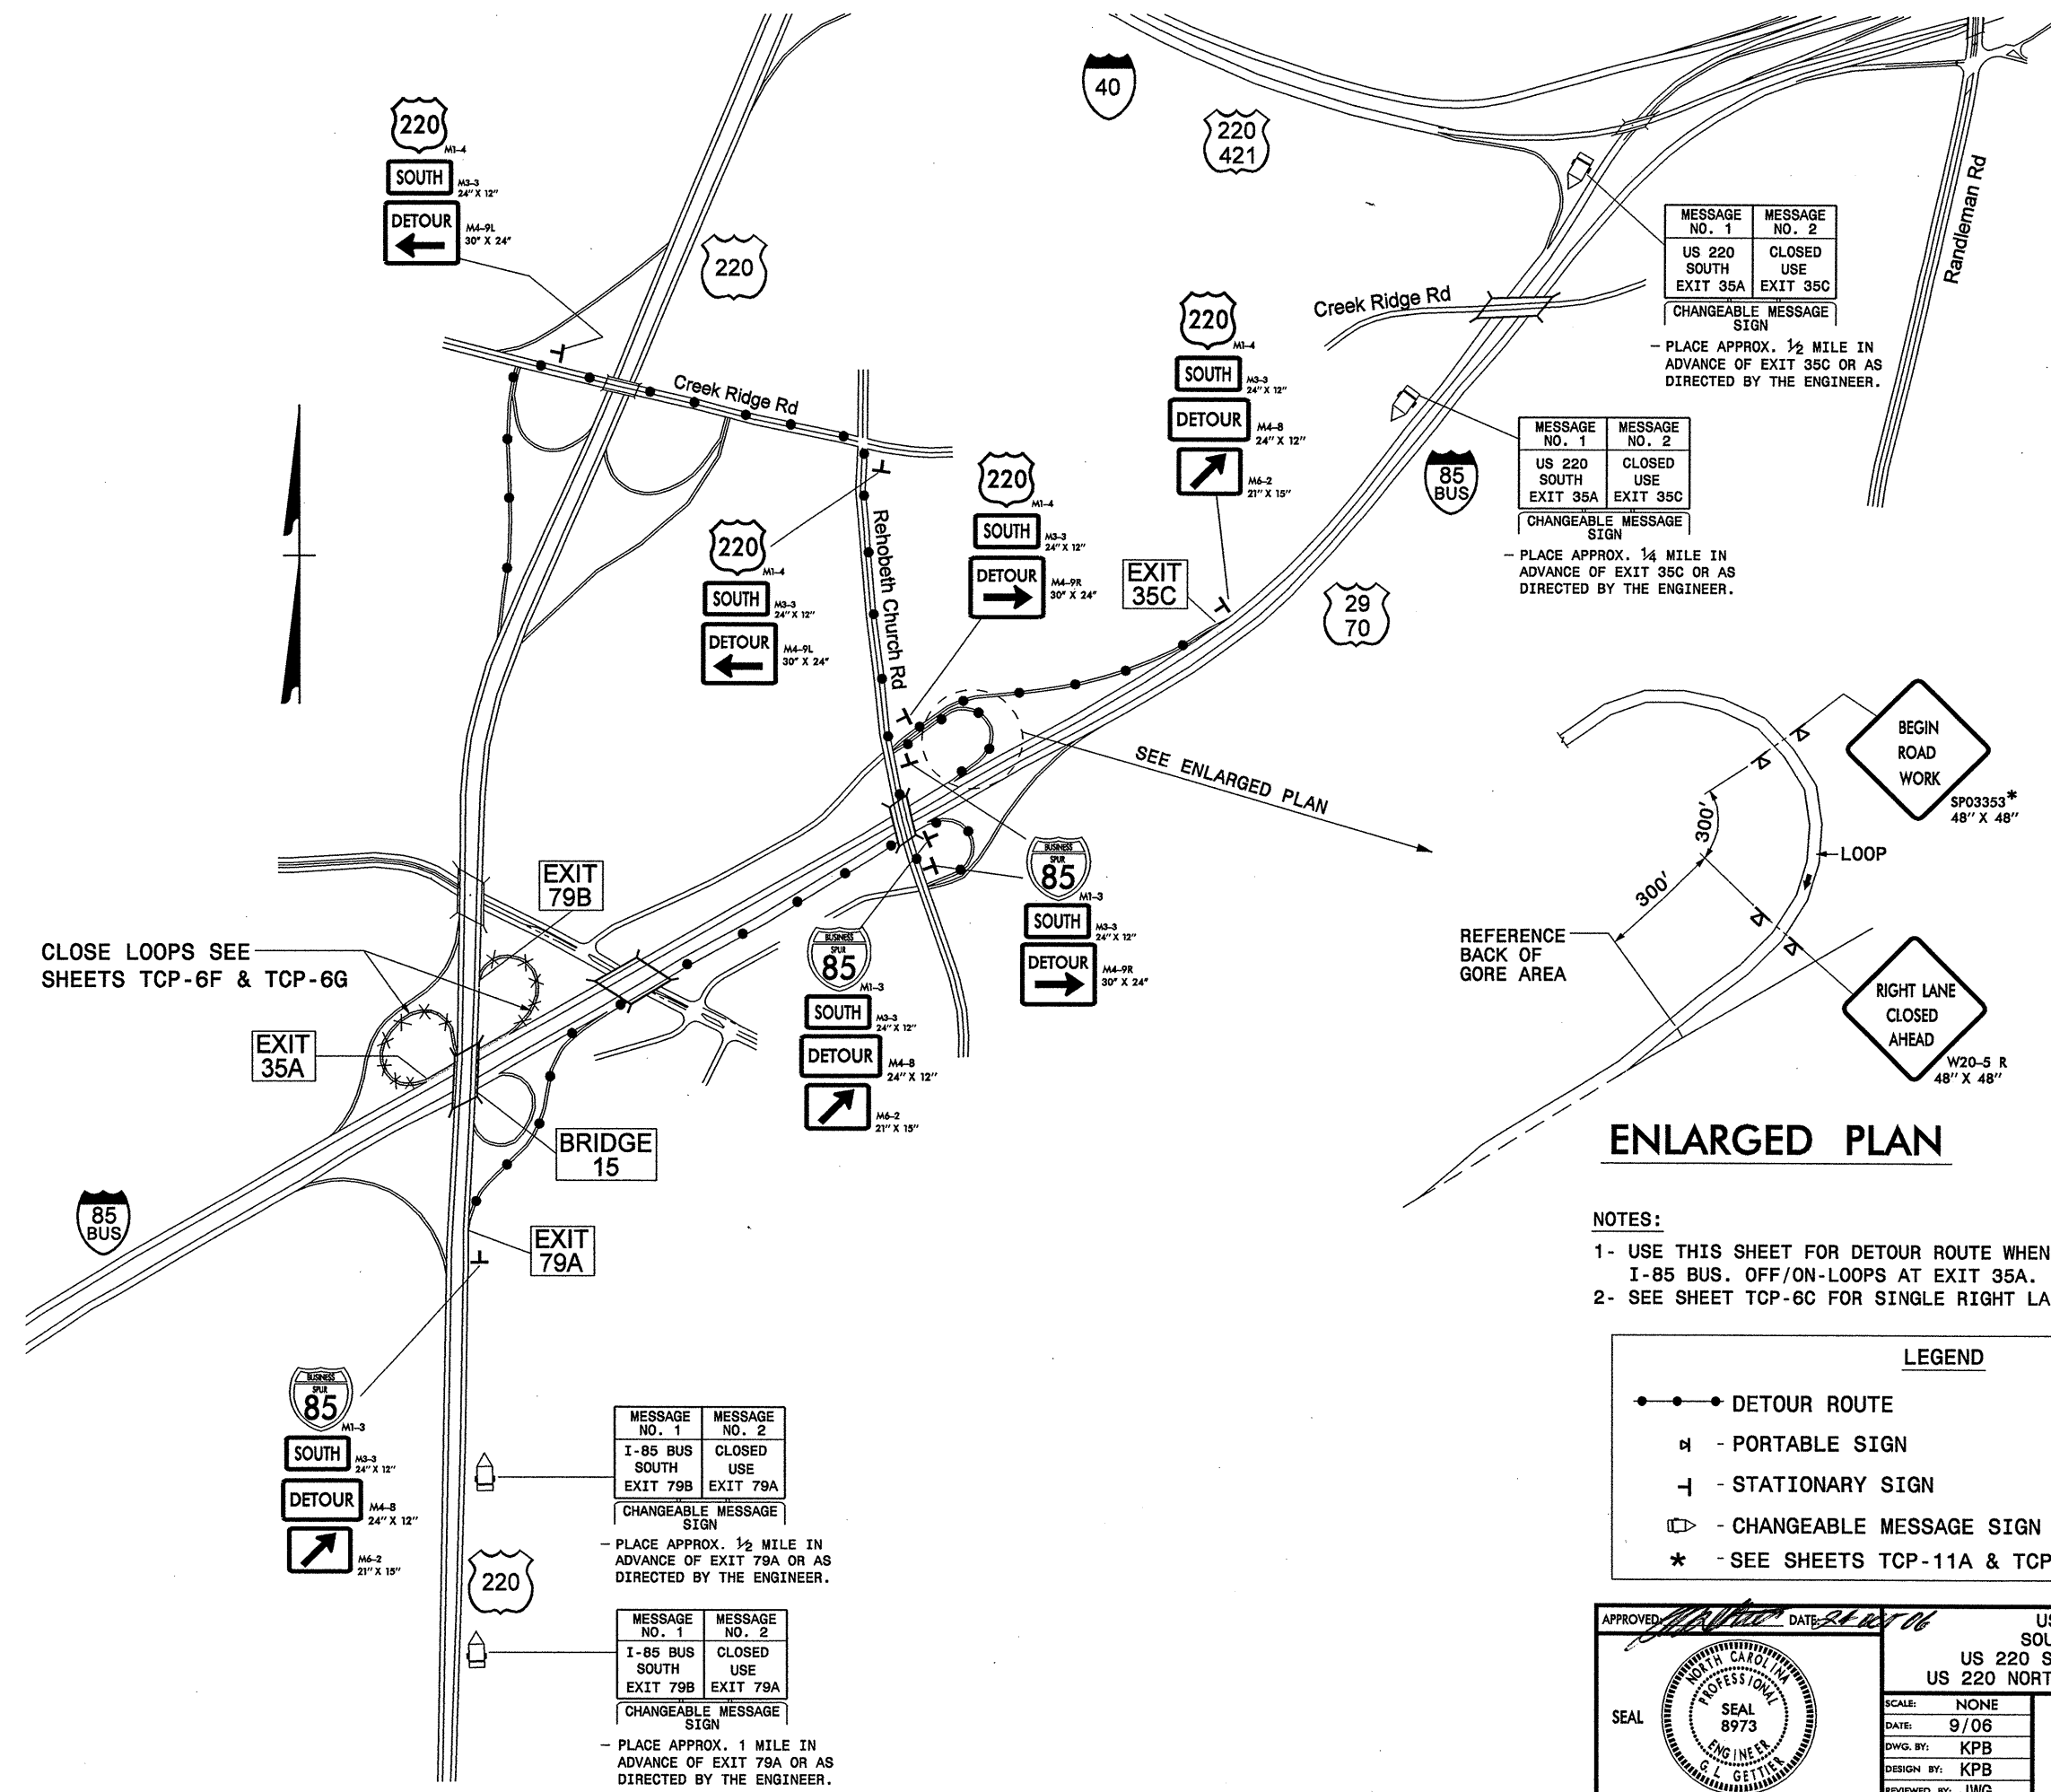 40
220
421
220
M1-4
SOUTH
M3-3
24" X 12"
DETOUR
M4-9L
30" X 24"
220
Randleman Rd
MESSAGE NO. 1
MESSAGE NO. 2
US 220 SOUTH EXIT 35A
CLOSED USE EXIT 35C
CHANGEABLE MESSAGE SIGN
- PLACE APPROX. 1/2 MILE IN
ADVANCE OF EXIT 35C OR AS
DIRECTED BY THE ENGINEER.
Creek Ridge Rd
220
M1-4
SOUTH
M3-3
24" X 12"
DETOUR
M4-8
24" X 12"
M6-2
21" X 15"
Creek Ridge Rd
MESSAGE NO. 1
MESSAGE NO. 2
US 220 SOUTH EXIT 35A
CLOSED USE EXIT 35C
CHANGEABLE MESSAGE SIGN
- PLACE APPROX. 1/4 MILE IN
ADVANCE OF EXIT 35C OR AS
DIRECTED BY THE ENGINEER.
85
BUS
220
M1-4
SOUTH
M3-3
24" X 12"
DETOUR
M4-9R
30" X 24"
220
M1-4
SOUTH
M3-3
24" X 12"
DETOUR
M4-9L
30" X 24"
Rehobeth Church Rd
EXIT
35C
29
70
SEE ENLARGED PLAN
BEGIN
ROAD
WORK
SP03353*
48" X 48"
300'
300'
LOOP
REFERENCE
BACK OF
GORE AREA
RIGHT LANE
CLOSED
AHEAD
W20-5 R
48" X 48"
ENLARGED PLAN
EXIT
79B
CLOSE LOOPS SEE
SHEETS TCP-6F & TCP-6G
EXIT
35A
BUSINESS
SPUR
85
M1-3
SOUTH
M3-3
24" X 12"
DETOUR
M4-9R
30" X 24"
BUSINESS
SPUR
85
M1-3
SOUTH
M3-3
24" X 12"
DETOUR
M4-8
24" X 12"
M6-2
21" X 15"
BRIDGE
15
85
BUS
EXIT
79A
BUSINESS
SPUR
85
M1-3
SOUTH
M3-3
24" X 12"
DETOUR
M4-8
24" X 12"
M6-2
21" X 15"
MESSAGE NO. 1
MESSAGE NO. 2
I-85 BUS SOUTH EXIT 79B
CLOSED USE EXIT 79A
CHANGEABLE MESSAGE SIGN
- PLACE APPROX. 1/2 MILE IN
ADVANCE OF EXIT 79A OR AS
DIRECTED BY THE ENGINEER.
220
MESSAGE NO. 1
MESSAGE NO. 2
I-85 BUS SOUTH EXIT 79B
CLOSED USE EXIT 79A
CHANGEABLE MESSAGE SIGN
- PLACE APPROX. 1 MILE IN
ADVANCE OF EXIT 79A OR AS
DIRECTED BY THE ENGINEER.
NOTES:
1- USE THIS SHEET FOR DETOUR ROUTE WHEN
I-85 BUS. OFF/ON-LOOPS AT EXIT 35A.
2- SEE SHEET TCP-6C FOR SINGLE RIGHT LA
LEGEND
DETOUR ROUTE
- PORTABLE SIGN
- STATIONARY SIGN
- CHANGEABLE MESSAGE SIGN
* - SEE SHEETS TCP-11A & TCP
APPROVED: DATE: 24 OCT 06
SEAL
NORTH CAROLINA
PROFESSIONAL
SEAL
8973
ENGINEER
G. L. GETTIER
US
SOU
US 220 S
US 220 NORT
SCALE: NONE
DATE: 9/06
DWG. BY: KPB
DESIGN BY: KPB
REVIEWED BY: JWG